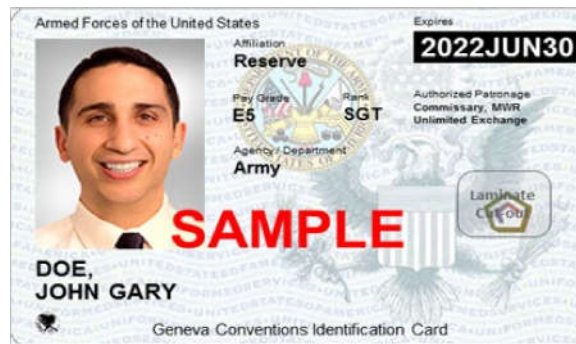 Armed Forces of the United States
Expires
2022JUN30
Affiliation
Reserve
Pay Grade
E5
Rank
SGT
Authorized Patronage
Commissary, MWR
Unlimited Exchange
Agency / Department
Army
Laminate
Cut-out
SAMPLE
DOE,
JOHN GARY
Geneva Conventions Identification Card